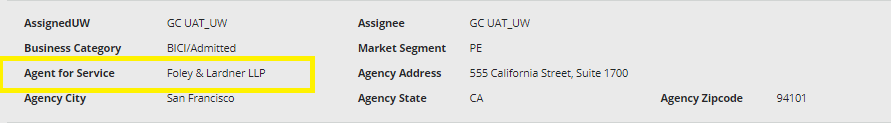 AssignedUW GC UAT_UW Assignee GC UAT_UW
Business Category BICI/Admitted Market Segment PE
Agent for Service Foley & Lardner LLP Agency Address 555 California Street, Suite 1700
Agency City San Francisco Agency State CA Agency Zipcode 94101